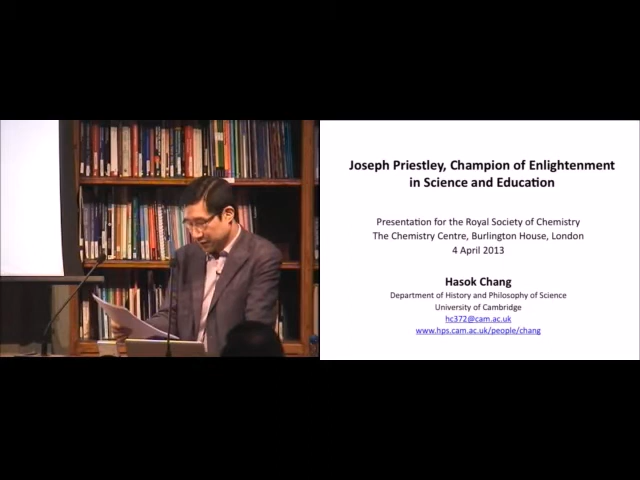 Joseph Priestley, Champion of Enlightenment
in Science and Education
Presentation for the Royal Society of Chemistry
The Chemistry Centre, Burlington House, London
4 April 2013
Hasok Chang
Department of History and Philosophy of Science
University of Cambridge
hc372@cam.ac.uk
www.hps.cam.ac.uk/people/chang